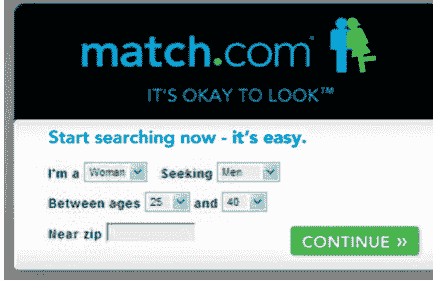 match.com
IT'S OKAY TO LOOK™
Start searching now - it's easy.
I'm a Woman Seeking Men
Between ages 25 and 40
Near zip
CONTINUE »